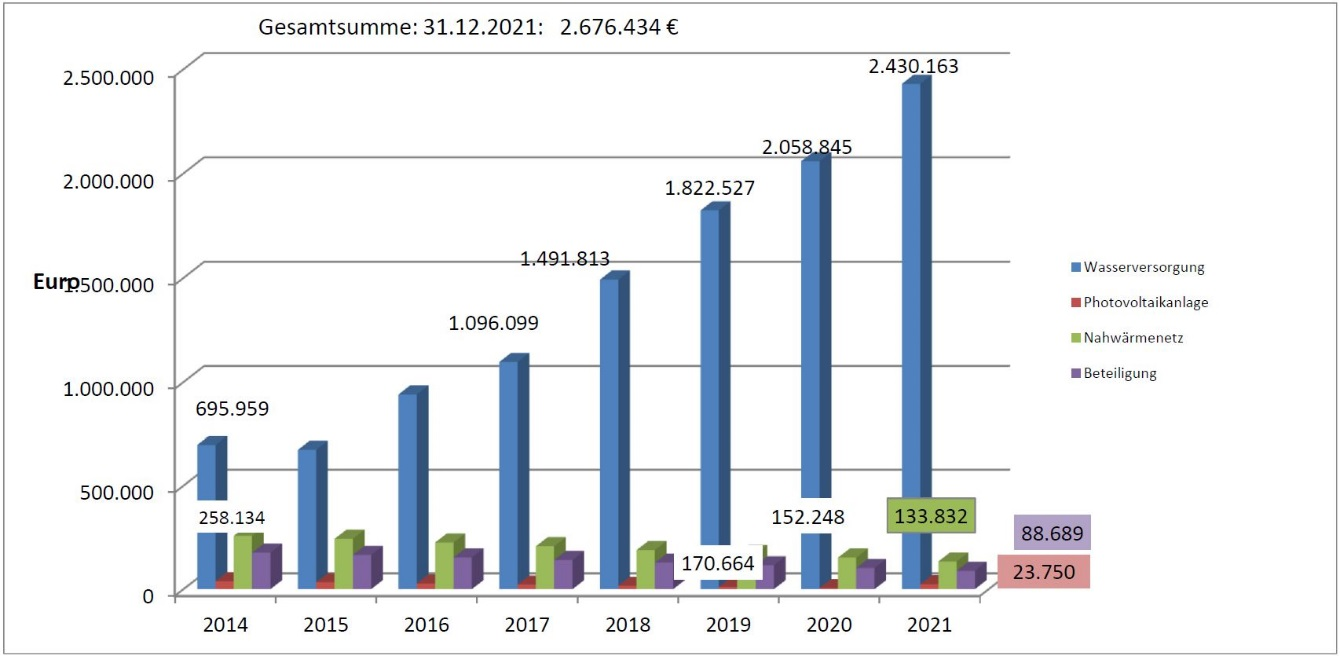 Gesamtsumme: 31.12.2021: 2.676.434 €
2.500.000
2.000.000
1.500.000
1.000.000
500.000
0
Euro
695.959
1.096.099
1.491.813
1.822.527
2.058.845
2.430.163
258.134
170.664
152.248
133.832
88.689
23.750
2014 2015 2016 2017 2018 2019 2020 2021
Wasserversorgung
Photovoltaikanlage
Nahwärmenetz
Beteiligung